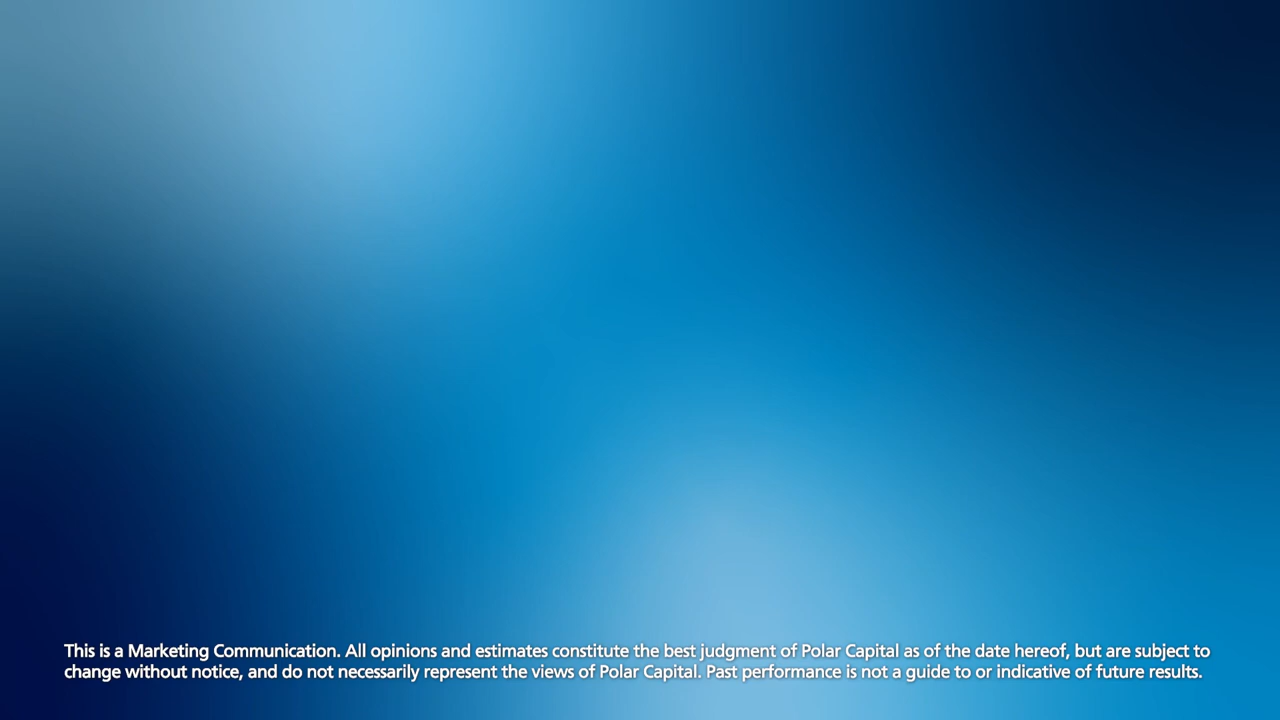 This is a Marketing Communication. All opinions and estimates constitute the best judgment of Polar Capital as of the date hereof, but are subject to
change without notice, and do not necessarily represent the views of Polar Capital. Past performance is not a guide to or indicative of future results.